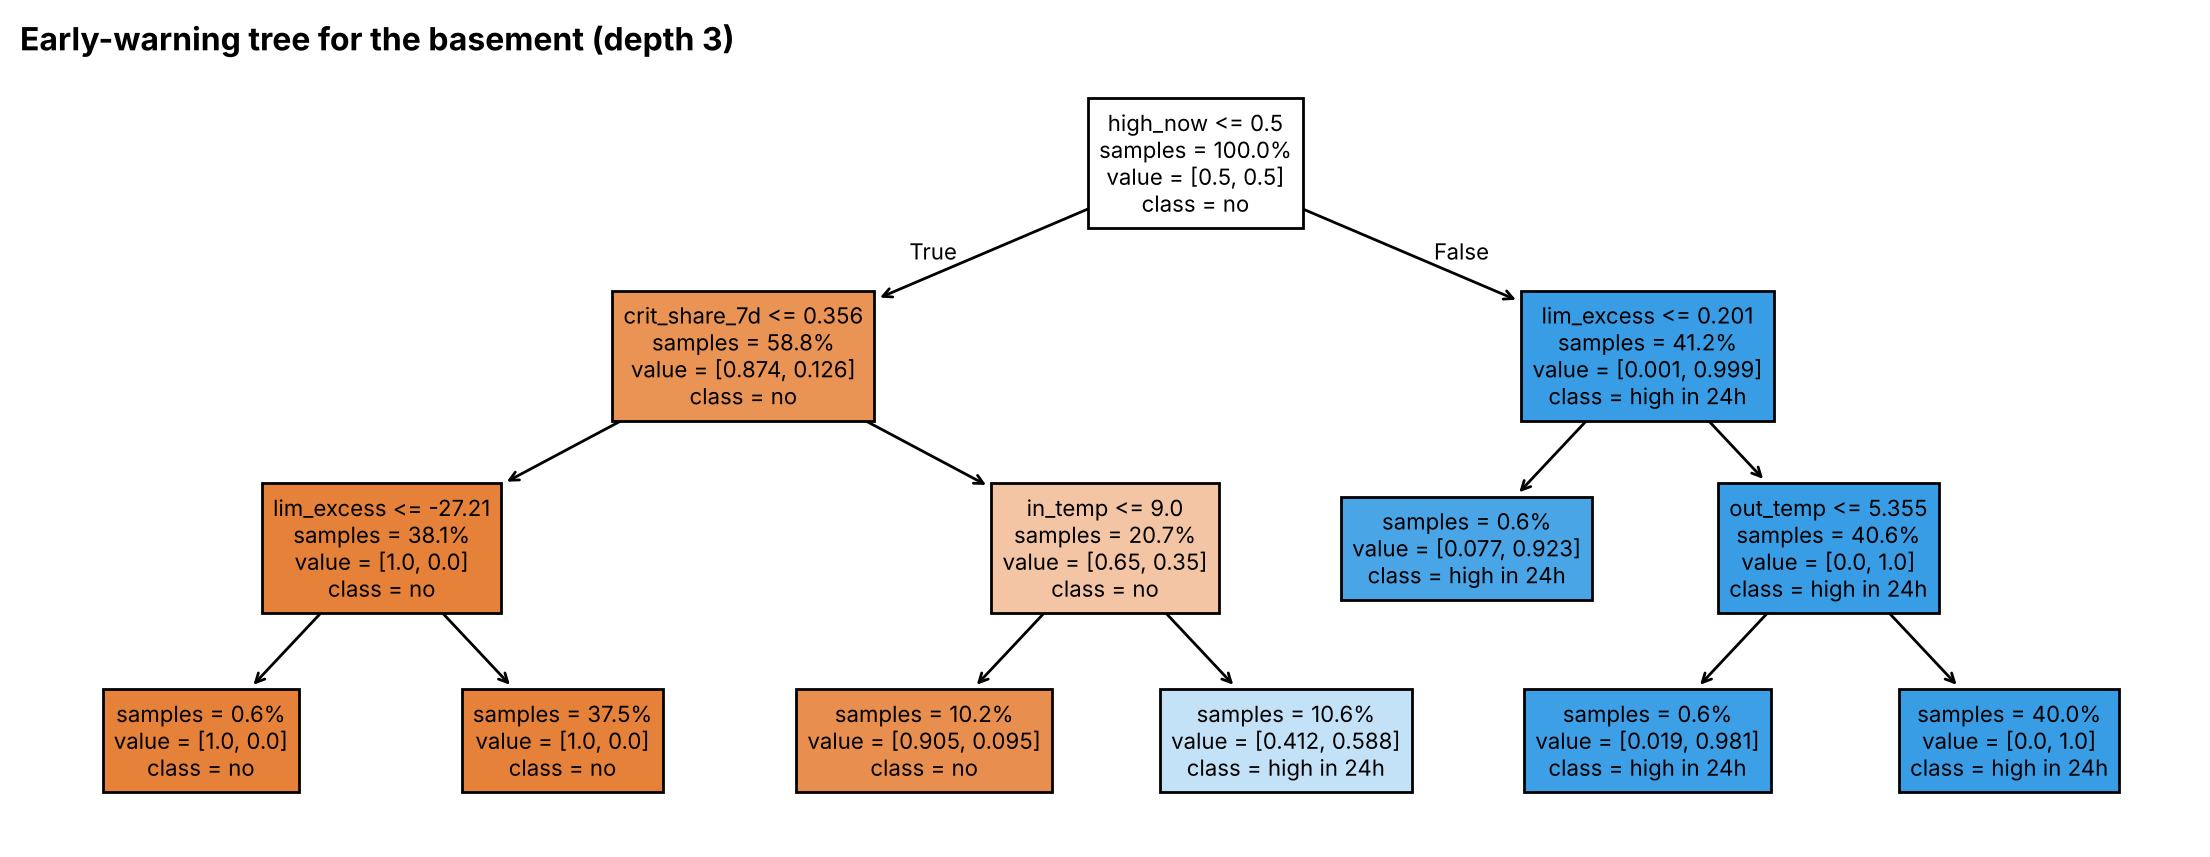 Early-warning tree for the basement (depth 3)
high_now <= 0.5
samples = 100.0%
value = [0.5, 0.5]
class = no
True
False
crit_share_7d <= 0.356
samples = 58.8%
value = [0.874, 0.126]
class = no
lim_excess <= 0.201
samples = 41.2%
value = [0.001, 0.999]
class = high in 24h
lim_excess <= -27.21
samples = 38.1%
value = [1.0, 0.0]
class = no
in_temp <= 9.0
samples = 20.7%
value = [0.65, 0.35]
class = no
samples = 0.6%
value = [0.077, 0.923]
class = high in 24h
out_temp <= 5.355
samples = 40.6%
value = [0.0, 1.0]
class = high in 24h
samples = 0.6%
value = [1.0, 0.0]
class = no
samples = 37.5%
value = [1.0, 0.0]
class = no
samples = 10.2%
value = [0.905, 0.095]
class = no
samples = 10.6%
value = [0.412, 0.588]
class = high in 24h
samples = 0.6%
value = [0.019, 0.981]
class = high in 24h
samples = 40.0%
value = [0.0, 1.0]
class = high in 24h